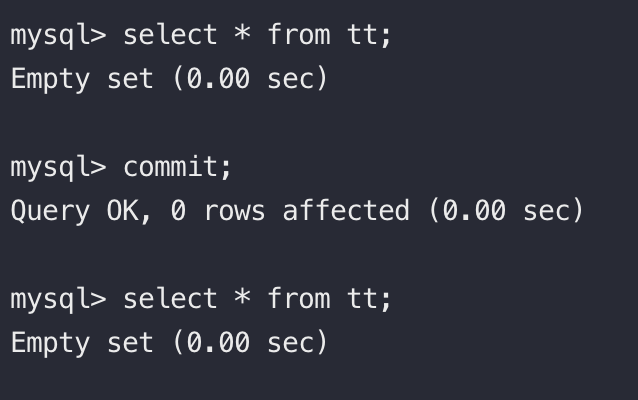 mysql> select * from tt;
Empty set (0.00 sec)
mysql> commit;
Query OK, 0 rows affected (0.00 sec)
mysql> select * from tt;
Empty set (0.00 sec)